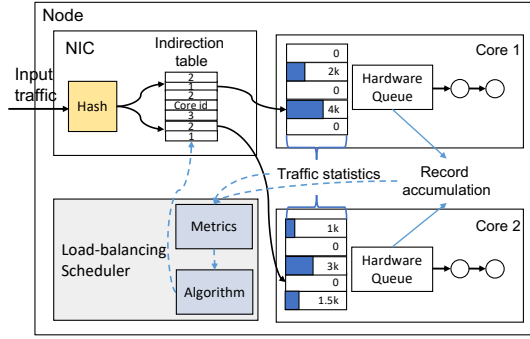 Node
NIC
Indirection
table
Input
traffic
Hash
2
1
2
Core id
3
2
1
Core 1
0
2k
0
4k
0
Hardware
Queue
Traffic statistics
Record
accumulation
Load-balancing
Scheduler
Metrics
Algorithm
Core 2
1k
0
3k
0
1.5k
Hardware
Queue